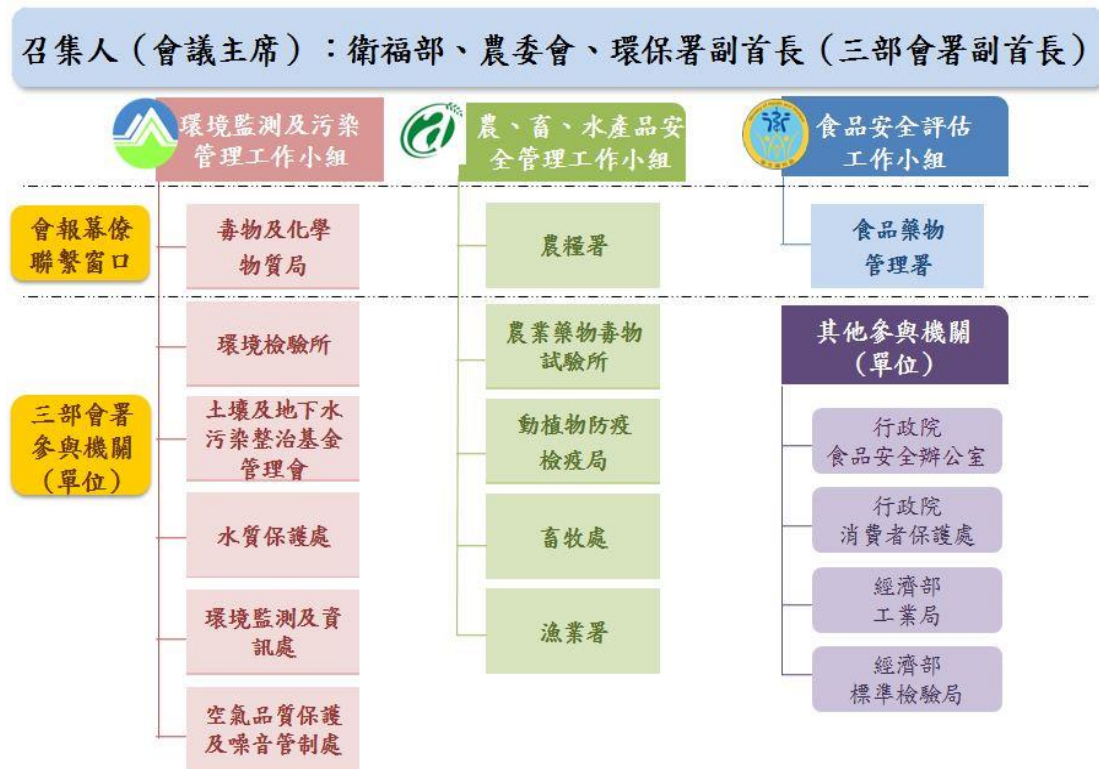 召集人（會議主席）：衛福部、農委會、環保署副首長（三部會署副首長）
環境監測及污染
管理工作小組
農、畜、水產品安
全管理工作小組
食品安全評估
工作小組
會報幕僚
聯繫窗口
毒物及化學
物質局
農糧署
食品藥物
管理署
三部會署
參與機關
（單位）
環境檢驗所
土壤及地下水
污染整治基金
管理會
水質保護處
環境監測及資
訊處
空氣品質保護
及噪音管制處
農業藥物毒物
試驗所
動植物防疫
檢疫局
畜牧處
漁業署
其他參與機關
（單位）
行政院
食品安全辦公室
行政院
消費者保護處
經濟部
工業局
經濟部
標準檢驗局